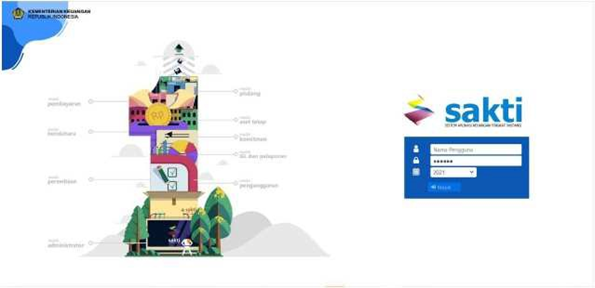 KEMENTERIAN KEUANGAN
REPUBLIK INDONESIA
modul
pembayaran
modul
bendahara
modul
persediaan
modul
administrator
modul
piutang
modul
aset tetap
modul
komitmen
modul
GL dan pelaporan
modul
penganggaran
e-sakti
sakti
sakti
SISTEM APLIKASI KEUANGAN TINGKAT INSTANSI
Nama Pengguna
2021
Masuk